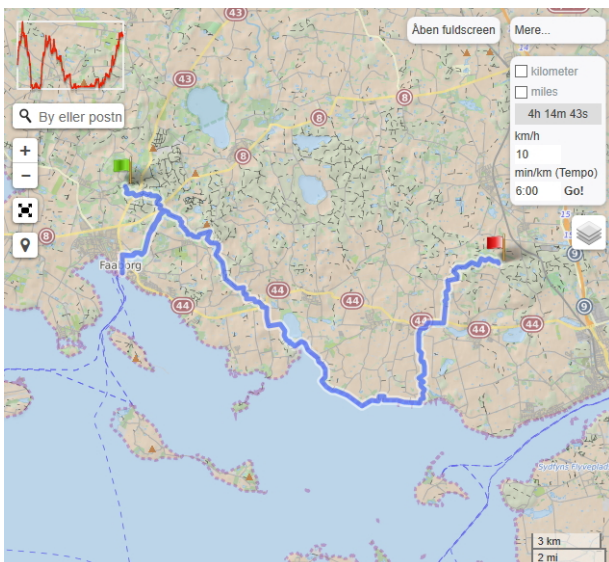 43
Åben fuldscreen
Mere...
kilometer
miles
4h 14m 43s
km/h
10
min/km (Tempo)
6:00 Go!
By eller postn
+
−
43
8
8
8
Faaborg
44
44
44
44
44
44
9
9
15
Sydfyns Flyveplad
3 km
2 mi